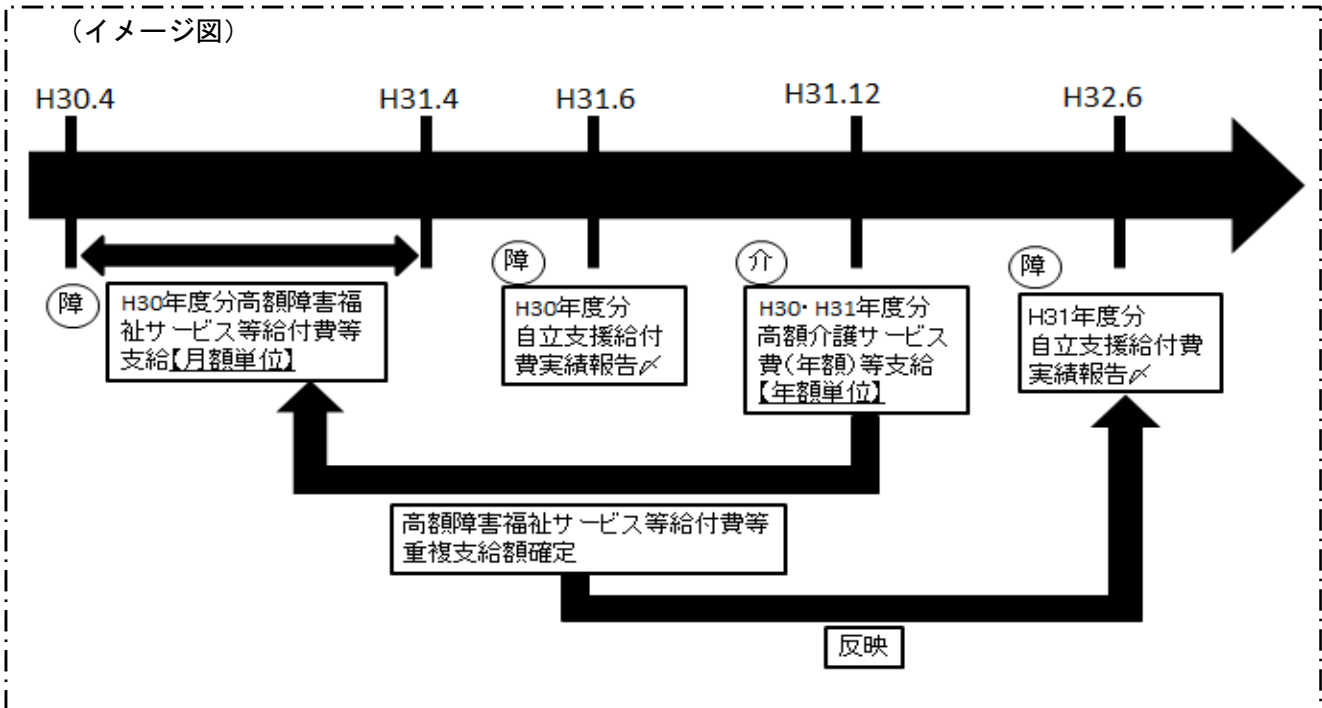 （イメージ図）
H30.4
H31.4
H31.6
H31.12
H32.6
障
H30年度分高額障害福
祉サービス等給付費等
支給【月額単位】
障
H30年度分
自立支援給付
費実績報告〆
介
H30・H31年度分
高額介護サービス
費（年額）等支給
【年額単位】
障
H31年度分
自立支援給付費
実績報告〆
高額障害福祉サービス等給付費等
重複支給額確定
反映